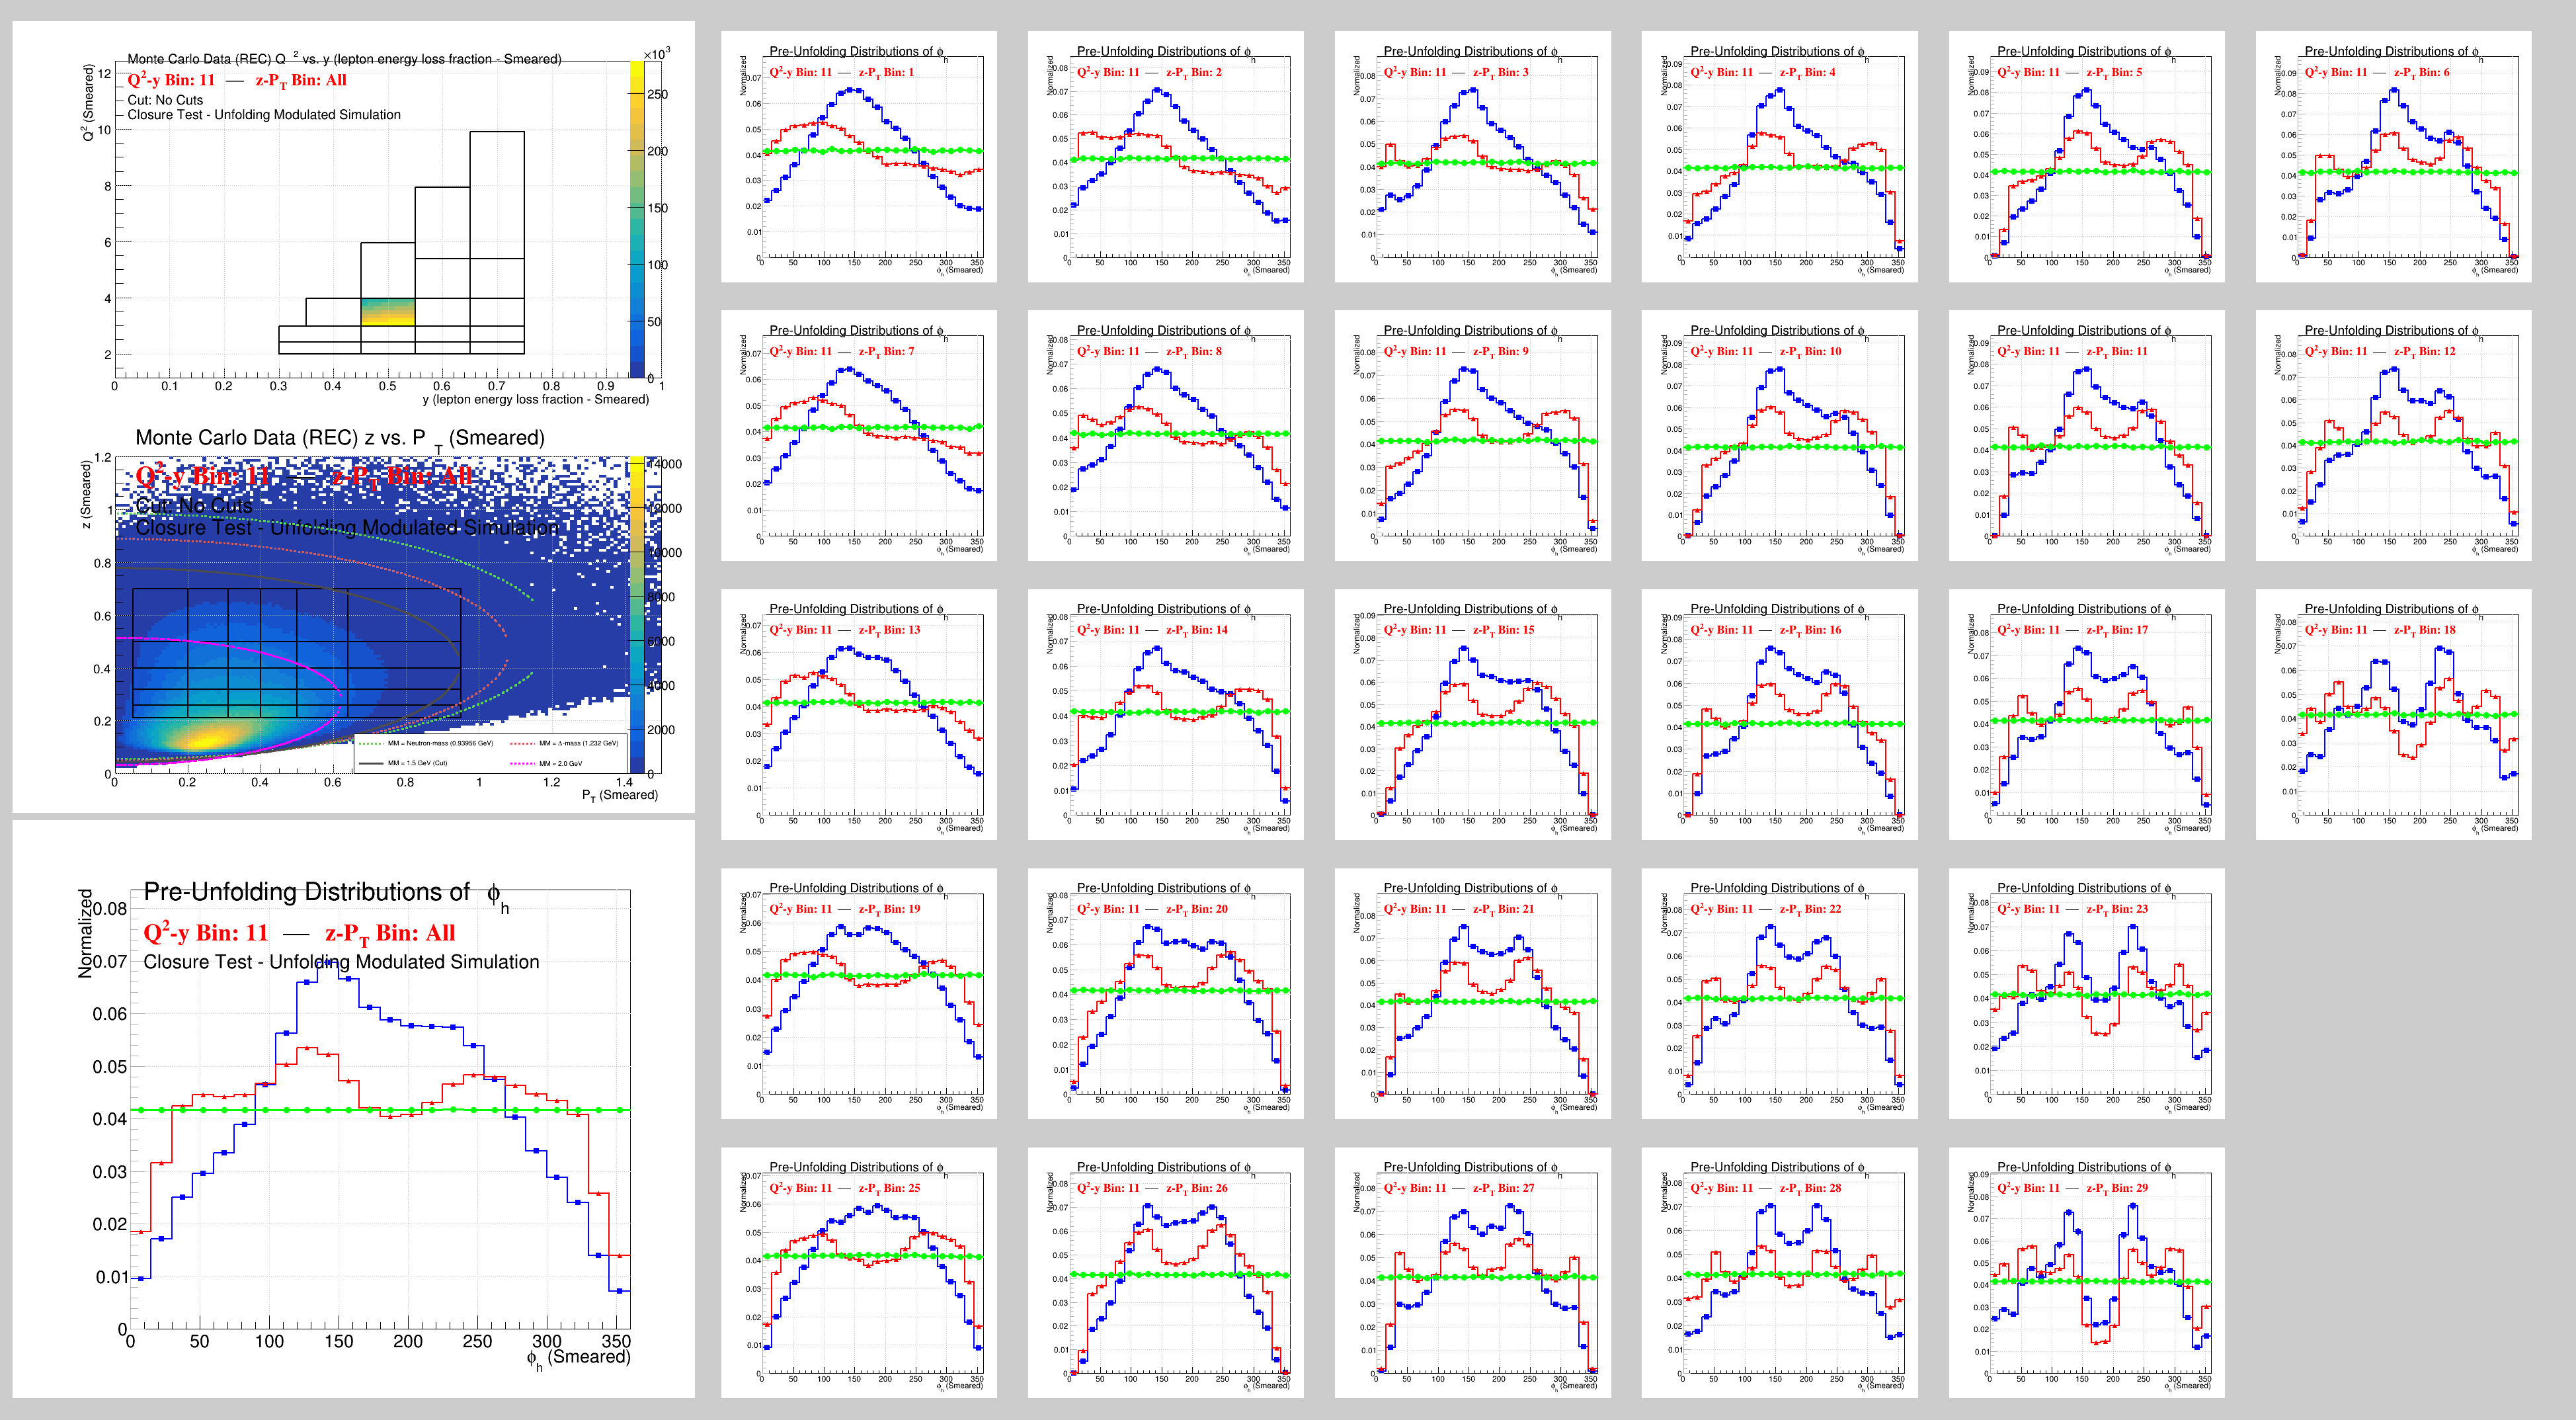 Monte Carlo Data (REC) Q² vs. y (lepton energy loss fraction - Smeared)
Q²-y Bin: 11 — z-P_T Bin: All
Cut: No Cuts
Closure Test - Unfolding Modulated Simulation
Q² (Smeared)
y (lepton energy loss fraction - Smeared)
×10³
Monte Carlo Data (REC) z vs. P_T (Smeared)
Q²-y Bin: 11 — z-P_T Bin: All
Cut: No Cuts
Closure Test - Unfolding Modulated Simulation
z (Smeared)
P_T (Smeared)
MM = Neutron-mass (0.93956 GeV)
MM = Δ-mass (1.232 GeV)
MM = 1.5 GeV (Cut)
MM = 2.0 GeV
Pre-Unfolding Distributions of ϕ_h
Q²-y Bin: 11 — z-P_T Bin: All
Closure Test - Unfolding Modulated Simulation
Normalized
ϕ_h (Smeared)
Pre-Unfolding Distributions of ϕ_h
Q²-y Bin: 11 — z-P_T Bin: 1
Pre-Unfolding Distributions of ϕ_h
Q²-y Bin: 11 — z-P_T Bin: 2
Pre-Unfolding Distributions of ϕ_h
Q²-y Bin: 11 — z-P_T Bin: 3
Pre-Unfolding Distributions of ϕ_h
Q²-y Bin: 11 — z-P_T Bin: 4
Pre-Unfolding Distributions of ϕ_h
Q²-y Bin: 11 — z-P_T Bin: 5
Pre-Unfolding Distributions of ϕ_h
Q²-y Bin: 11 — z-P_T Bin: 6
Pre-Unfolding Distributions of ϕ_h
Q²-y Bin: 11 — z-P_T Bin: 7
Pre-Unfolding Distributions of ϕ_h
Q²-y Bin: 11 — z-P_T Bin: 8
Pre-Unfolding Distributions of ϕ_h
Q²-y Bin: 11 — z-P_T Bin: 9
Pre-Unfolding Distributions of ϕ_h
Q²-y Bin: 11 — z-P_T Bin: 10
Pre-Unfolding Distributions of ϕ_h
Q²-y Bin: 11 — z-P_T Bin: 11
Pre-Unfolding Distributions of ϕ_h
Q²-y Bin: 11 — z-P_T Bin: 12
Pre-Unfolding Distributions of ϕ_h
Q²-y Bin: 11 — z-P_T Bin: 13
Pre-Unfolding Distributions of ϕ_h
Q²-y Bin: 11 — z-P_T Bin: 14
Pre-Unfolding Distributions of ϕ_h
Q²-y Bin: 11 — z-P_T Bin: 15
Pre-Unfolding Distributions of ϕ_h
Q²-y Bin: 11 — z-P_T Bin: 16
Pre-Unfolding Distributions of ϕ_h
Q²-y Bin: 11 — z-P_T Bin: 17
Pre-Unfolding Distributions of ϕ_h
Q²-y Bin: 11 — z-P_T Bin: 18
Pre-Unfolding Distributions of ϕ_h
Q²-y Bin: 11 — z-P_T Bin: 19
Pre-Unfolding Distributions of ϕ_h
Q²-y Bin: 11 — z-P_T Bin: 20
Pre-Unfolding Distributions of ϕ_h
Q²-y Bin: 11 — z-P_T Bin: 21
Pre-Unfolding Distributions of ϕ_h
Q²-y Bin: 11 — z-P_T Bin: 22
Pre-Unfolding Distributions of ϕ_h
Q²-y Bin: 11 — z-P_T Bin: 23
Pre-Unfolding Distributions of ϕ_h
Q²-y Bin: 11 — z-P_T Bin: 25
Pre-Unfolding Distributions of ϕ_h
Q²-y Bin: 11 — z-P_T Bin: 26
Pre-Unfolding Distributions of ϕ_h
Q²-y Bin: 11 — z-P_T Bin: 27
Pre-Unfolding Distributions of ϕ_h
Q²-y Bin: 11 — z-P_T Bin: 28
Pre-Unfolding Distributions of ϕ_h
Q²-y Bin: 11 — z-P_T Bin: 29